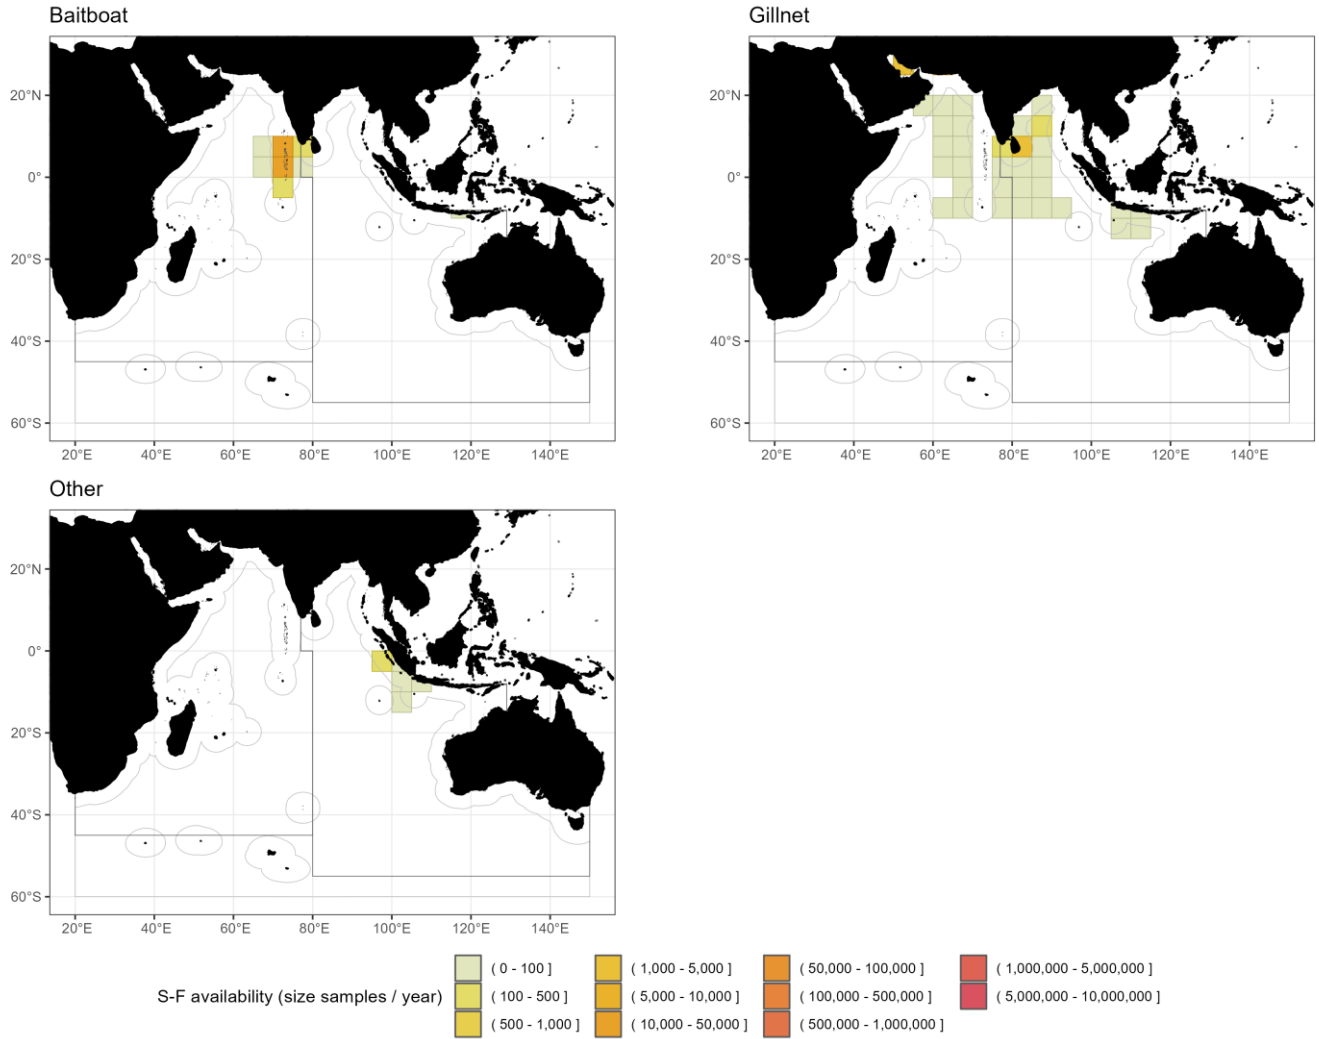 Baitboat
Gillnet
20°N
0°
20°S
40°S
60°S
20°E 40°E 60°E 80°E 100°E 120°E 140°E
20°N
0°
20°S
40°S
60°S
20°E 40°E 60°E 80°E 100°E 120°E 140°E
Other
20°N
0°
20°S
40°S
60°S
20°E 40°E 60°E 80°E 100°E 120°E 140°E
S-F availability (size samples / year)
( 0 - 100 ]
( 100 - 500 ]
( 500 - 1,000 ]
( 1,000 - 5,000 ]
( 5,000 - 10,000 ]
( 10,000 - 50,000 ]
( 50,000 - 100,000 ]
( 100,000 - 500,000 ]
( 500,000 - 1,000,000 ]
( 1,000,000 - 5,000,000 ]
( 5,000,000 - 10,000,000 ]